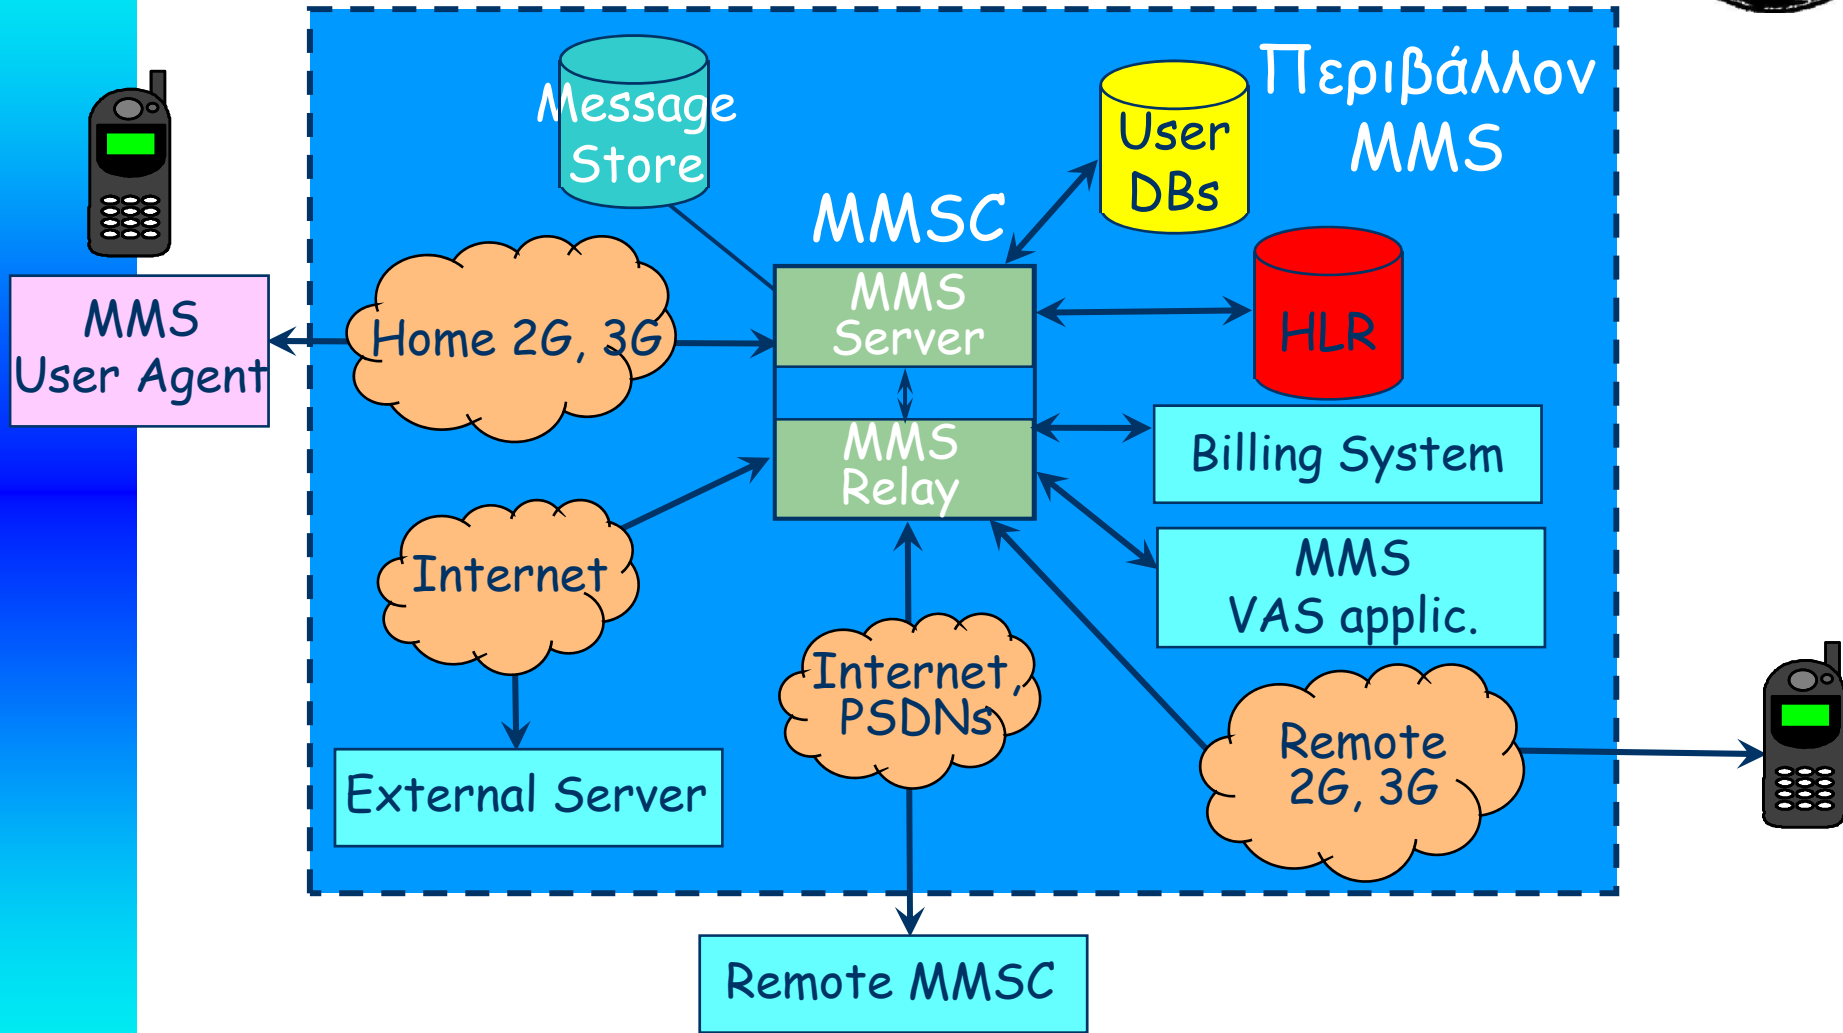 Περιβάλλον
MMS
Message
Store
User
DBs
MMSC
MMS
Server
HLR
MMS
User Agent
Home 2G, 3G
MMS
Relay
Billing System
Internet
MMS
VAS applic.
Internet,
PSDNs
Remote
2G, 3G
External Server
Remote MMSC